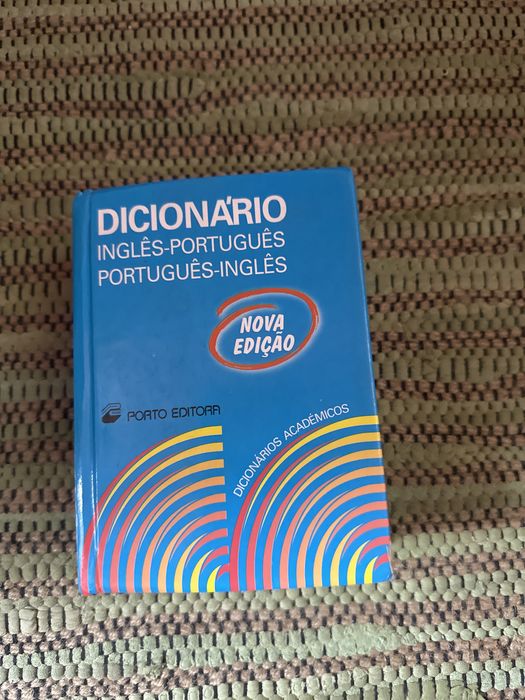 DICIONÁRIO
INGLÊS-PORTUGUÊS
PORTUGUÊS-INGLÊS
NOVA
EDIÇÃO
PORTO EDITORA
DICIONÁRIOS ACADÉMICOS